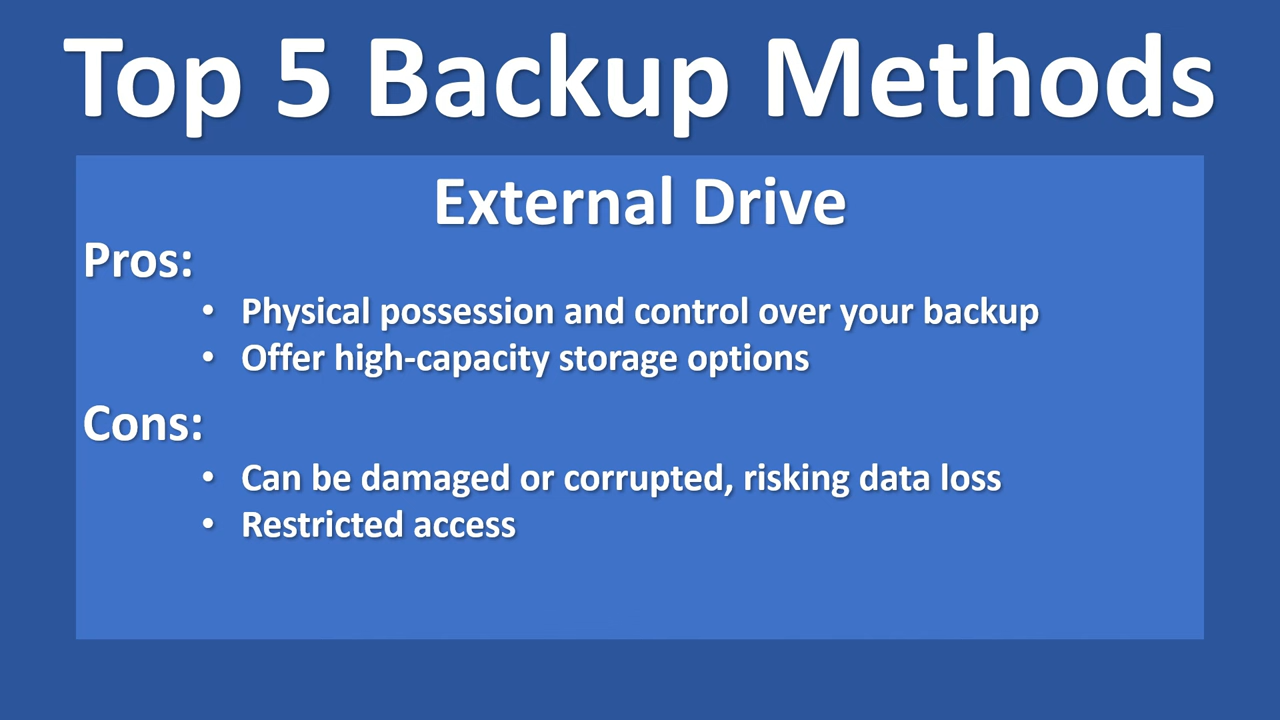 Top 5 Backup Methods
External Drive
Pros:
• Physical possession and control over your backup
• Offer high-capacity storage options
Cons:
• Can be damaged or corrupted, risking data loss
• Restricted access